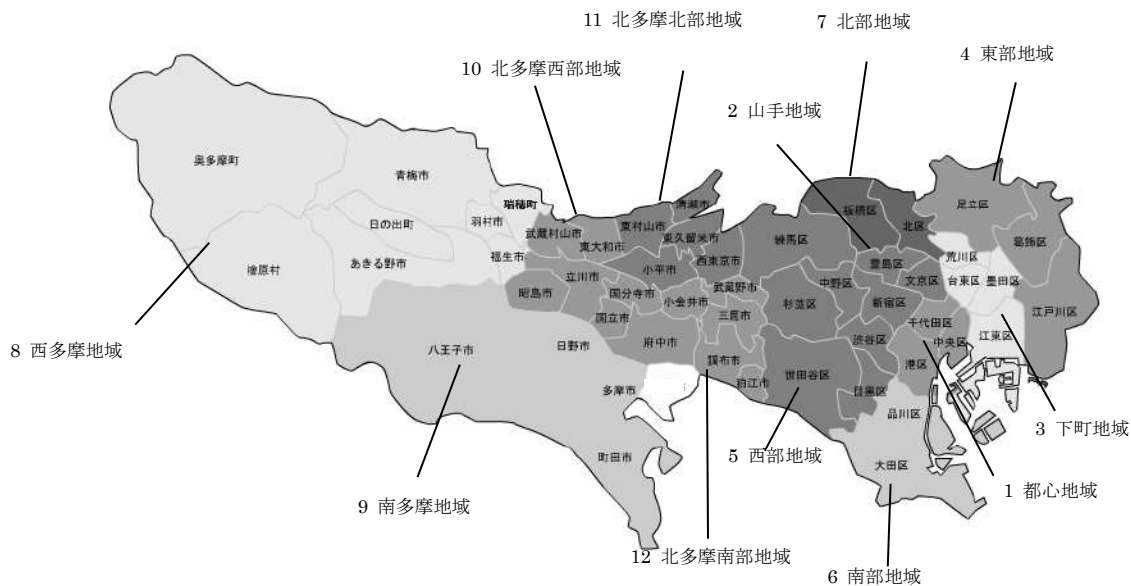 11 北多摩北部地域
7 北部地域
4 東部地域
10 北多摩西部地域
2 山手地域
奥多摩町
青梅市
瑞穂町
清瀬市
板橋区
北区
足立区
日の出町
羽村市
武蔵村山市
東村山市
東久留米市
練馬区
葛飾区
東大和市
檜原村
あきる野市
福生市
西東京市
豊島区
荒川区
立川市
小平市
文京区
台東区
墨田区
昭島市
国分寺市
武蔵野市
中野区
小金井市
杉並区
新宿区
江戸川区
国立市
三鷹市
千代田区
8 西多摩地域
八王子市
日野市
府中市
渋谷区
中央区
江東区
調布市
港区
多摩市
狛江市
世田谷区
目黒区
品川区
3 下町地域
町田市
5 西部地域
大田区
9 南多摩地域
1 都心地域
12 北多摩南部地域
6 南部地域